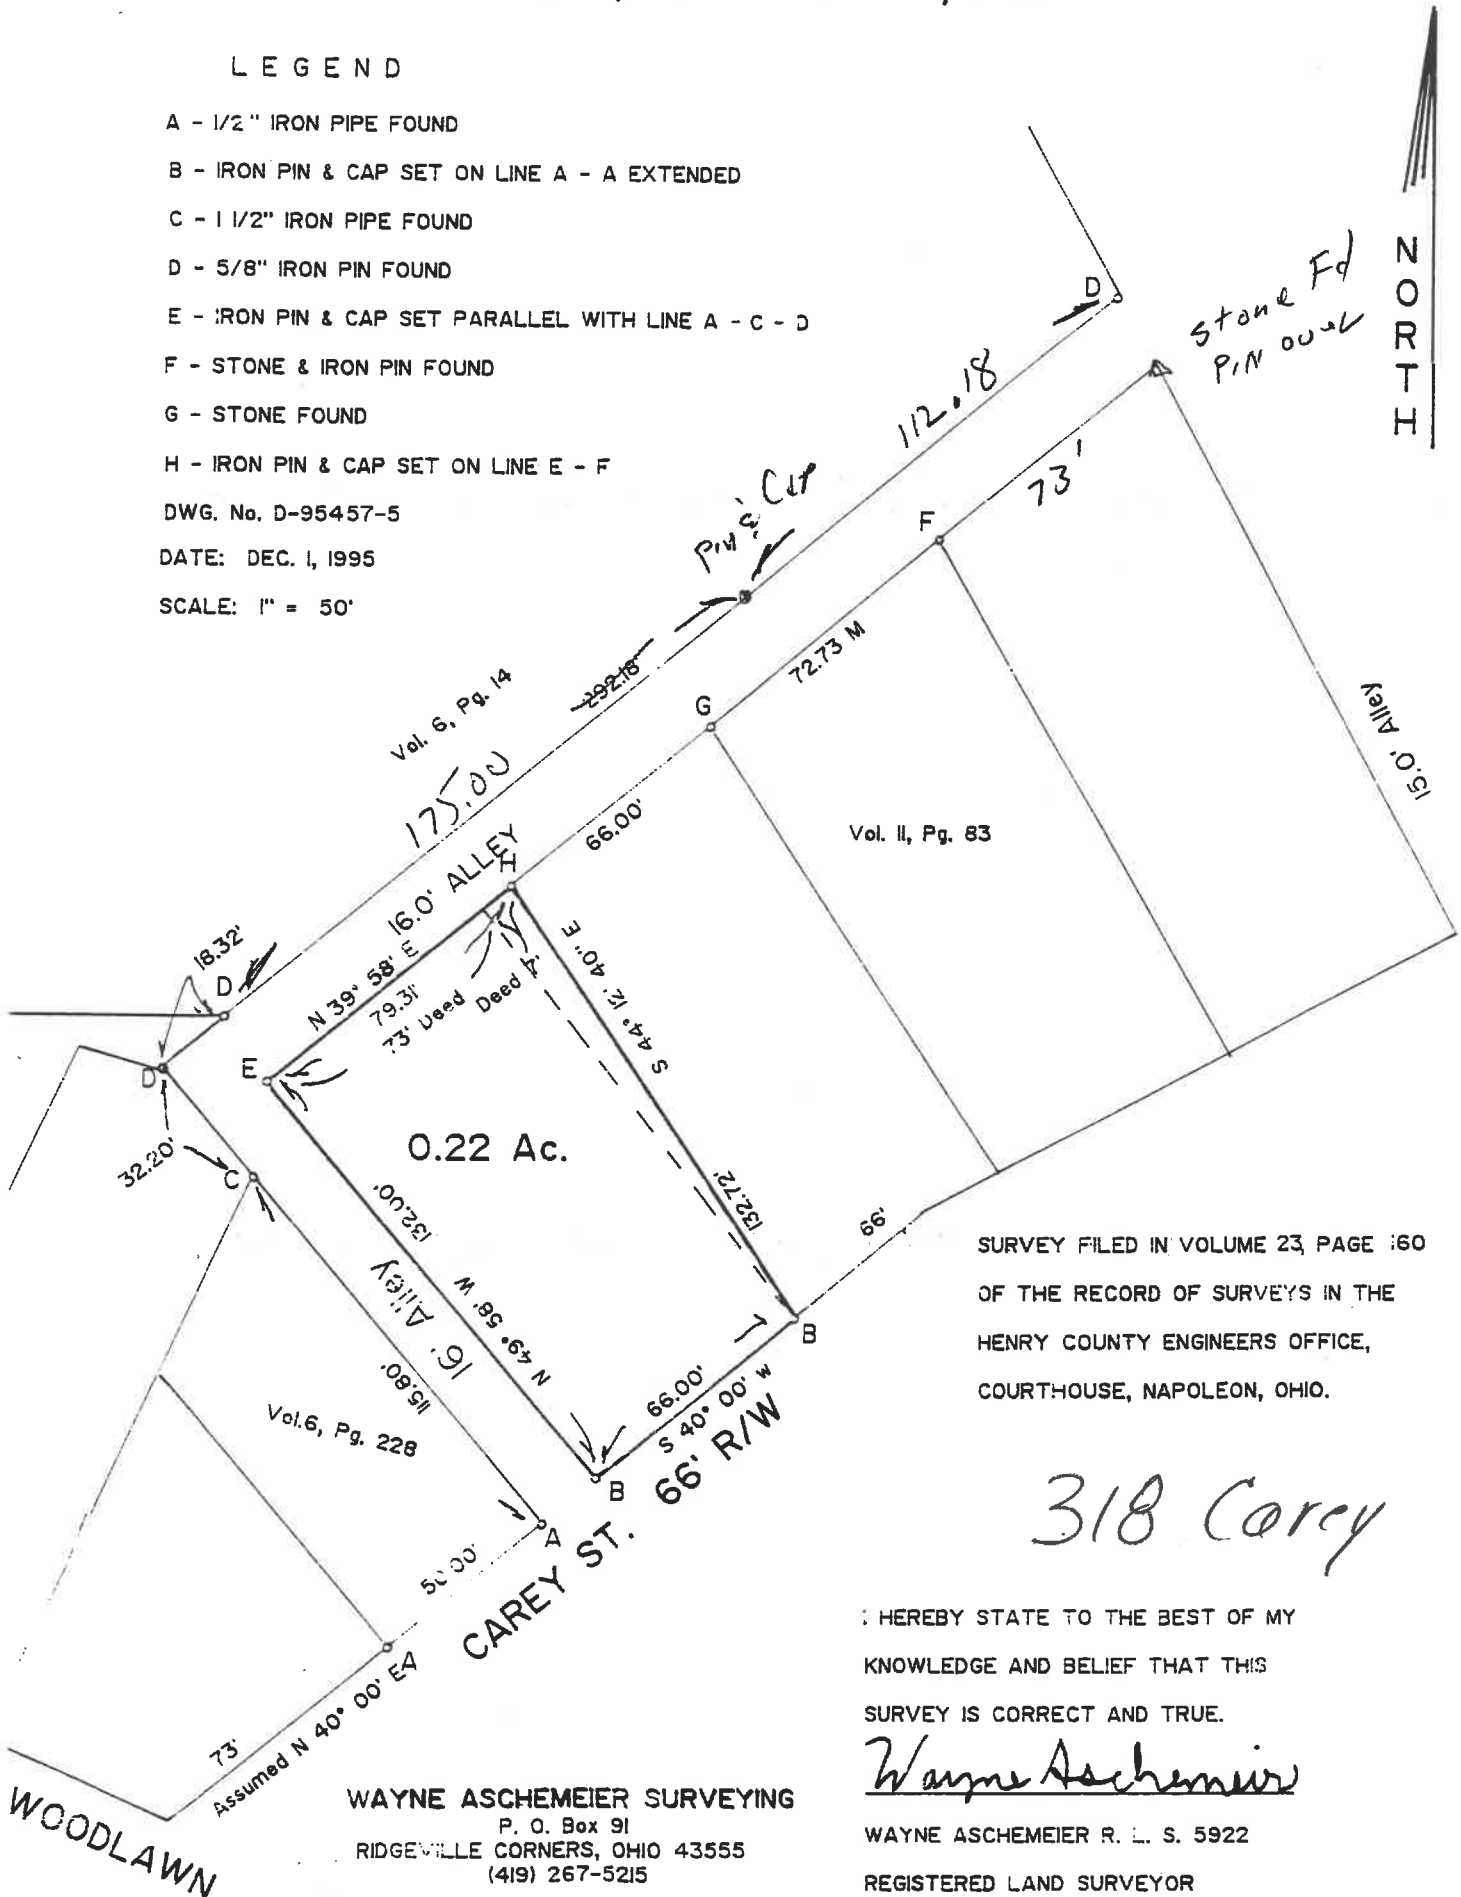 LEGEND
A - 1/2" IRON PIPE FOUND
B - IRON PIN & CAP SET ON LINE A - A EXTENDED
C - 1 1/2" IRON PIPE FOUND
D - 5/8" IRON PIN FOUND
E - IRON PIN & CAP SET PARALLEL WITH LINE A - C - D
F - STONE & IRON PIN FOUND
G - STONE FOUND
H - IRON PIN & CAP SET ON LINE E - F
DWG. No. D-95457-5
DATE: DEC. 1, 1995
SCALE: 1" = 50'
NORTH
D
Stone Fd
PIN over
112.18
73'
Pin & Cap
F
292.18'
72.73 M
Vol. 6, Pg. 14
G
15.0' Alley
175.00
66.00'
Vol. II, Pg. 83
16.0' ALLEY
H
18.32'
D
N 39° 58' E
79.31'
73' Deed
Deed
S 44° 12' 40" E
132.72'
D
E
0.22 Ac.
32.20'
C
132.00'
N 49° 58' W
16' Alley
115.80'
66'
B
66.00'
S 40° 00' W
66' R/W
Vol.6, Pg. 228
B
A
50.00'
CAREY ST.
A
73'
Assumed N 40° 00' E
WOODLAWN
SURVEY FILED IN VOLUME 23, PAGE 160
OF THE RECORD OF SURVEYS IN THE
HENRY COUNTY ENGINEERS OFFICE,
COURTHOUSE, NAPOLEON, OHIO.
318 Carey
I HEREBY STATE TO THE BEST OF MY
KNOWLEDGE AND BELIEF THAT THIS
SURVEY IS CORRECT AND TRUE.
Wayne Aschemeier
WAYNE ASCHEMEIER R. L. S. 5922
REGISTERED LAND SURVEYOR
WAYNE ASCHEMEIER SURVEYING
P. O. Box 91
RIDGEVILLE CORNERS, OHIO 43555
(419) 267-5215